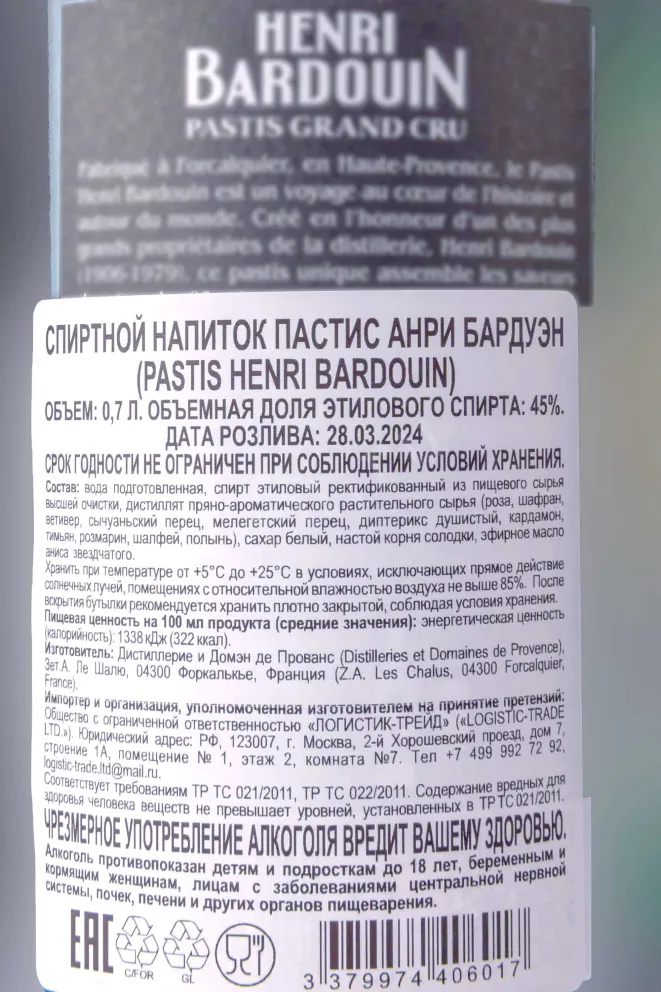 HENRI
BARDOUIN
PASTIS GRAND CRU
Fabriqué à Forcalquier, en Haute-Provence, le Pastis
Henri Bardouin est un voyage au cœur de l'histoire et
autour du monde. Créé en l'honneur d'un des plus
grands propriétaires de la distillerie, Henri Bardouin
(1906-1979), ce pastis unique assemble les saveurs
СПИРТНОЙ НАПИТОК ПАСТИС АНРИ БАРДУЭН
(PASTIS HENRI BARDOUIN)
ОБЪЕМ: 0,7 Л. ОБЪЕМНАЯ ДОЛЯ ЭТИЛОВОГО СПИРТА: 45%.
ДАТА РОЗЛИВА: 28.03.2024
СРОК ГОДНОСТИ НЕ ОГРАНИЧЕН ПРИ СОБЛЮДЕНИИ УСЛОВИЙ ХРАНЕНИЯ.
Состав: вода подготовленная, спирт этиловый ректификованный из пищевого сырья
высшей очистки, дистиллят пряно-ароматического растительного сырья (роза, шафран,
ветивер, сычуаньский перец, мелегетский перец, диптерикс душистый, кардамон,
тимьян, розмарин, шалфей, полынь), сахар белый, настой корня солодки, эфирное масло
аниса звездчатого.
Хранить при температуре от +5°С до +25°С в условиях, исключающих прямое действие
солнечных лучей, помещениях с относительной влажностью воздуха не выше 85%. После
вскрытия бутылки рекомендуется хранить плотно закрытой, соблюдая условия хранения.
Пищевая ценность на 100 мл продукта (средние значения): энергетическая ценность
(калорийность): 1338 кДж (322 ккал).
Изготовитель: Дистиллерие и Домэн де Прованс (Distilleries et Domaines de Provence),
Зет.А. Ле Шалю, 04300 Форкалькье, Франция (Z.A. Les Chalus, 04300 Forcalquier,
France).
Импортер и организация, уполномоченная изготовителем на принятие претензий:
Общество с ограниченной ответственностью «ЛОГИСТИК-ТРЕЙД» («LOGISTIC-TRADE
LTD.»). Юридический адрес: РФ, 123007, г. Москва, 2-й Хорошевский проезд, дом 7,
строение 1А, помещение № 1, этаж 2, комната №7. Тел +7 499 992 72 92,
logistic-trade.ltd@mail.ru.
Соответствует требованиям ТР ТС 021/2011, ТР ТС 022/2011. Содержание вредных для
здоровья человека веществ не превышает уровней, установленных в ТР ТС 021/2011.
ЧРЕЗМЕРНОЕ УПОТРЕБЛЕНИЕ АЛКОГОЛЯ ВРЕДИТ ВАШЕМУ ЗДОРОВЬЮ.
Алкоголь противопоказан детям и подросткам до 18 лет, беременным и
кормящим женщинам, лицам с заболеваниями центральной нервной
системы, почек, печени и других органов пищеварения.
EAC
C/FOR
GL
3 379974 406017